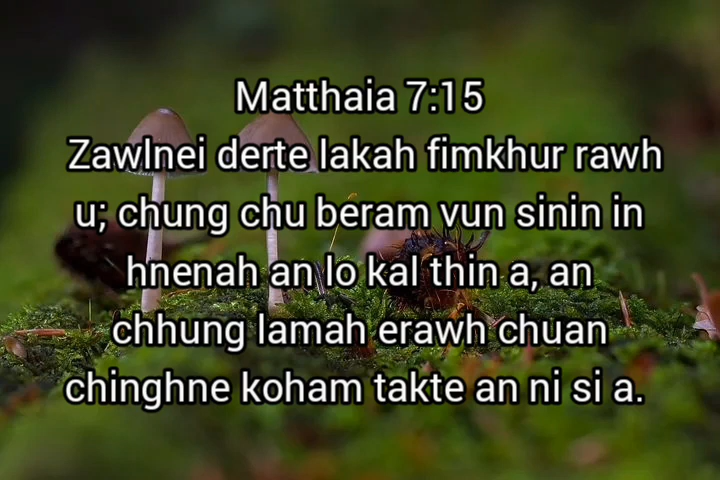 Matthaia 7:15
Zawlnei derte lakah fimkhur rawh
u; chung chu beram vun sinin in
hnenah an lo kal thin a, an
chhung lamah erawh chuan
chinghne koham takte an ni si a.